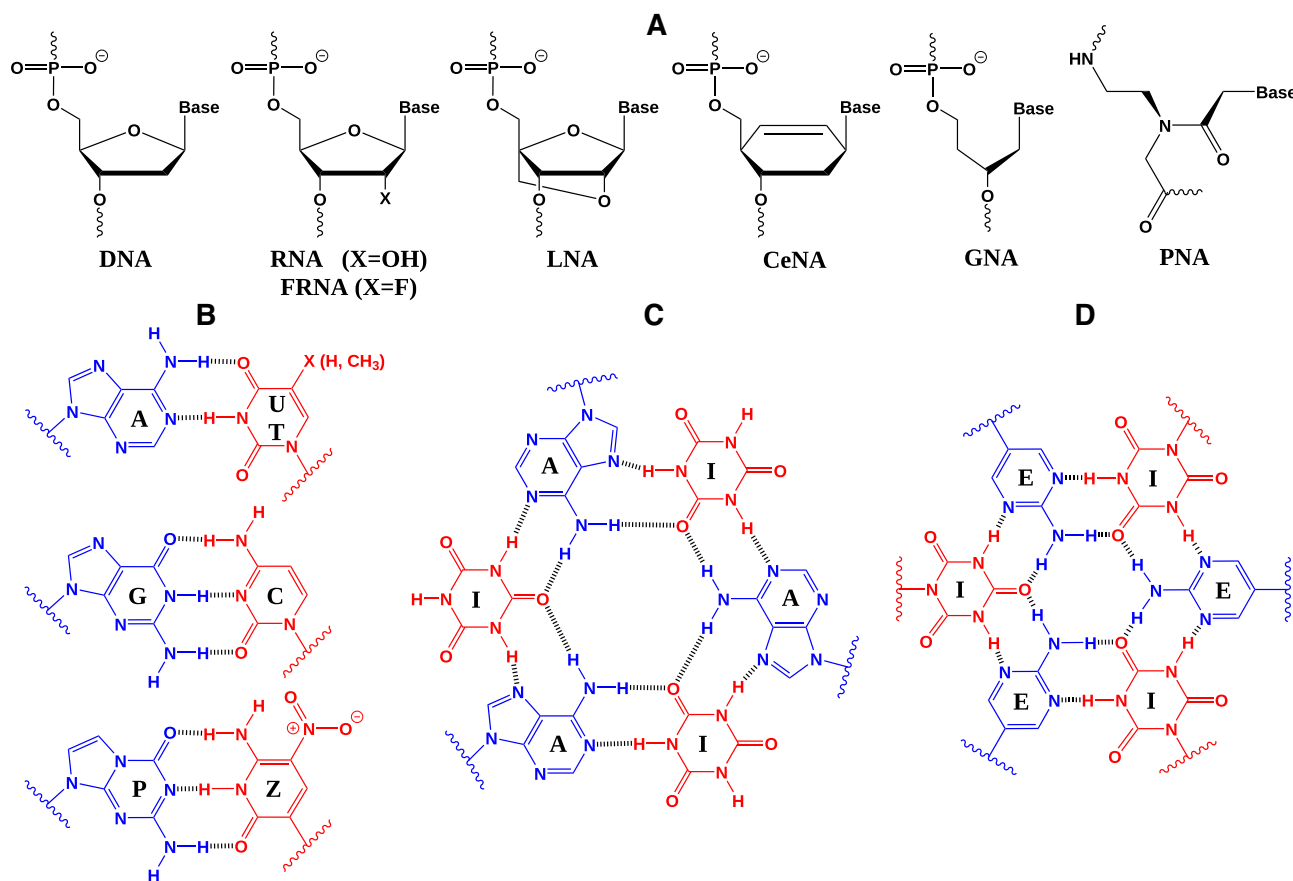 A
O P O ⊖ O P O ⊖ O P O ⊖ O P O ⊖ O P O ⊖ HN
O Base O Base O Base O Base O Base N Base
O O O O
O O X O O O O O
DNA RNA (X=OH) LNA CeNA GNA PNA
FRNA (X=F)
B
H
N N H O X (H, CH₃)
N A N H N U
T
N O N
H
N O H N
N G N H N C
N N H O N
H
O
N ⊕ O ⊖
H
O H N
N N
P N H N Z
N
N H O
H
C
N O H
N N
N A N H N I O
N N H O N
O H H H H
N H N N
H N I O N A N
N H
O N H H
H N N
N N H O H
N N O
N A N H N I O
N O N
H
D
O
E N H N I O
N N H O N
O H H H H
N I O H N N E
N H H N
O H N H O H
N N
E N H N I O
O N